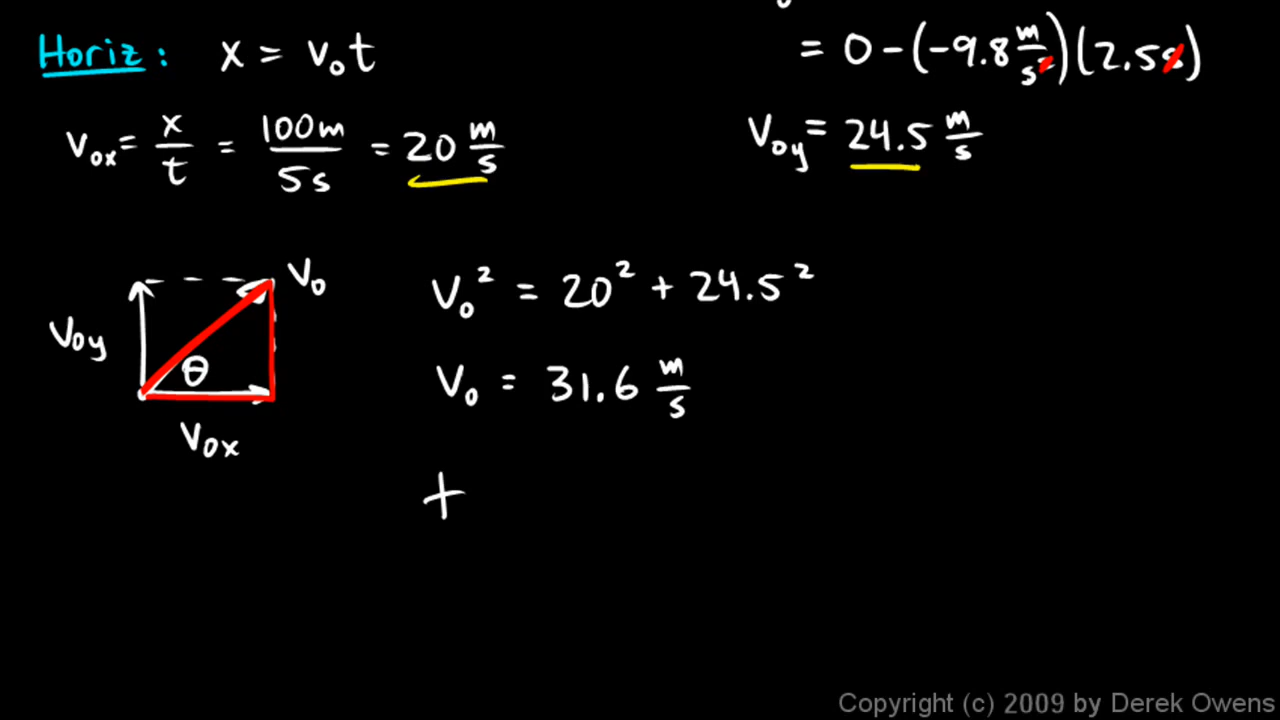 Horiz: x = v₀t
v₀ₓ = x/t = 100m/5s = 20 m/s
= 0 - (-9.8 m/s²)(2.5s)
v₀y = 24.5 m/s
v₀
v₀y
θ
v₀ₓ
v₀² = 20² + 24.5²
v₀ = 31.6 m/s
+
Copyright (c) 2009 by Derek Owens